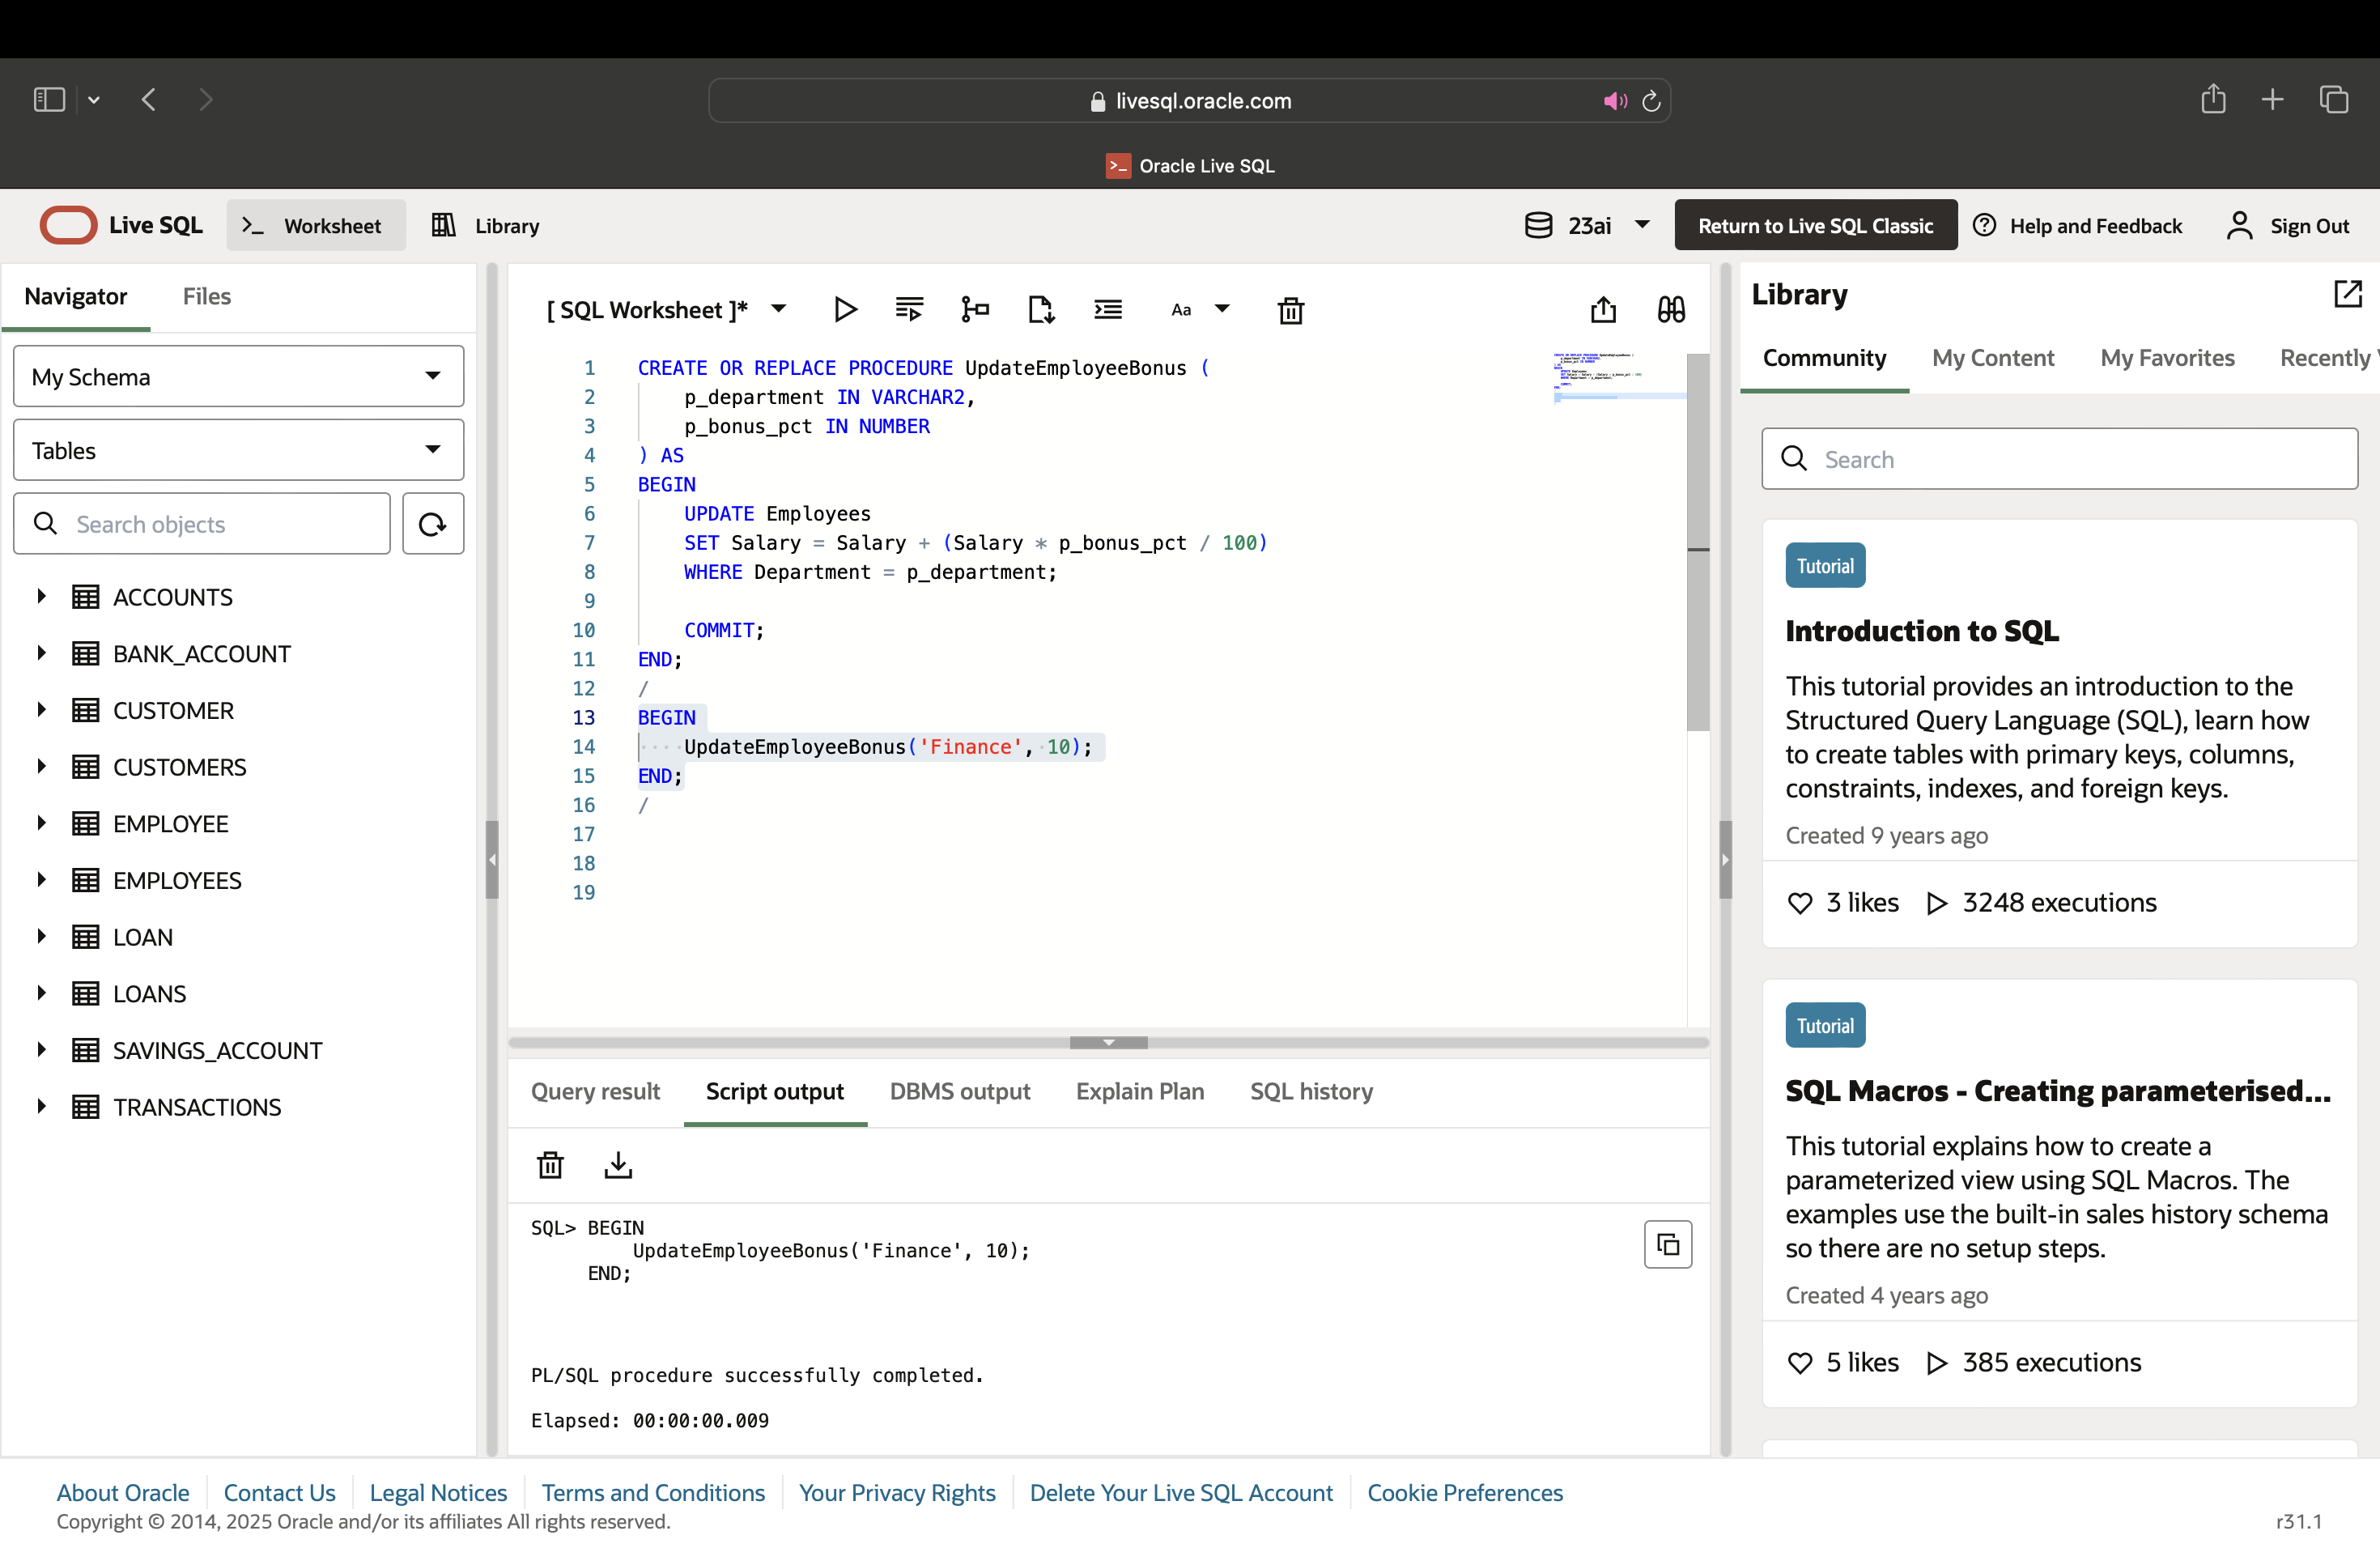 livesql.oracle.com
Oracle Live SQL
Live SQL
Worksheet
Library
23ai
Return to Live SQL Classic
Help and Feedback
Sign Out
Navigator
Files
My Schema
Tables
Search objects
ACCOUNTS
BANK_ACCOUNT
CUSTOMER
CUSTOMERS
EMPLOYEE
EMPLOYEES
LOAN
LOANS
SAVINGS_ACCOUNT
TRANSACTIONS
[ SQL Worksheet ]*
Aa
1 CREATE OR REPLACE PROCEDURE UpdateEmployeeBonus (
2 p_department IN VARCHAR2,
3 p_bonus_pct IN NUMBER
4 ) AS
5 BEGIN
6 UPDATE Employees
7 SET Salary = Salary + (Salary * p_bonus_pct / 100)
8 WHERE Department = p_department;
9
10 COMMIT;
11 END;
12 /
13 BEGIN
14 UpdateEmployeeBonus('Finance', 10);
15 END;
16 /
17
18
19
Query result
Script output
DBMS output
Explain Plan
SQL history
SQL> BEGIN
UpdateEmployeeBonus('Finance', 10);
END;
PL/SQL procedure successfully completed.
Elapsed: 00:00:00.009
Library
Community
My Content
My Favorites
Recently
Search
Tutorial
Introduction to SQL
This tutorial provides an introduction to the
Structured Query Language (SQL), learn how
to create tables with primary keys, columns,
constraints, indexes, and foreign keys.
Created 9 years ago
3 likes
3248 executions
Tutorial
SQL Macros - Creating parameterised...
This tutorial explains how to create a
parameterized view using SQL Macros. The
examples use the built-in sales history schema
so there are no setup steps.
Created 4 years ago
5 likes
385 executions
About Oracle
Contact Us
Legal Notices
Terms and Conditions
Your Privacy Rights
Delete Your Live SQL Account
Cookie Preferences
Copyright © 2014, 2025 Oracle and/or its affiliates All rights reserved.
r31.1